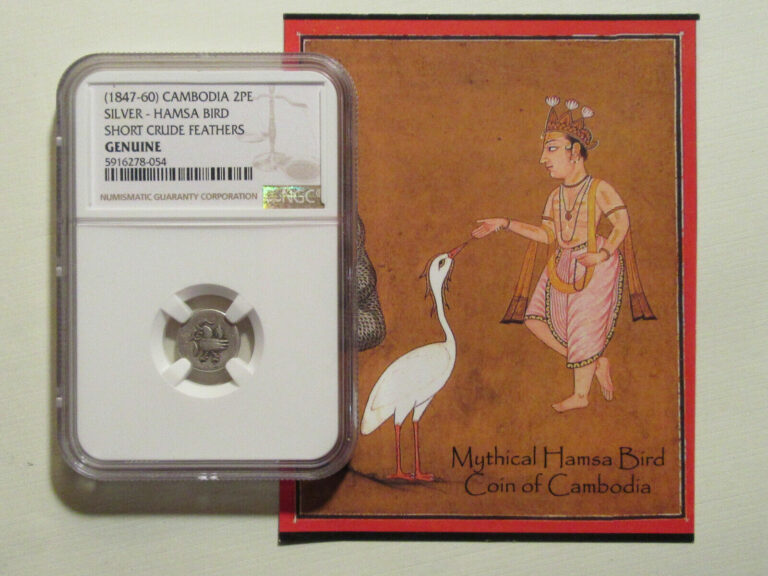 (1847-60) CAMBODIA 2PE
SILVER - HAMSA BIRD
SHORT CRUDE FEATHERS
GENUINE
5916278-054
NUMISMATIC GUARANTY CORPORATION
NGC
Mythical Hamsa Bird
Coin of Cambodia